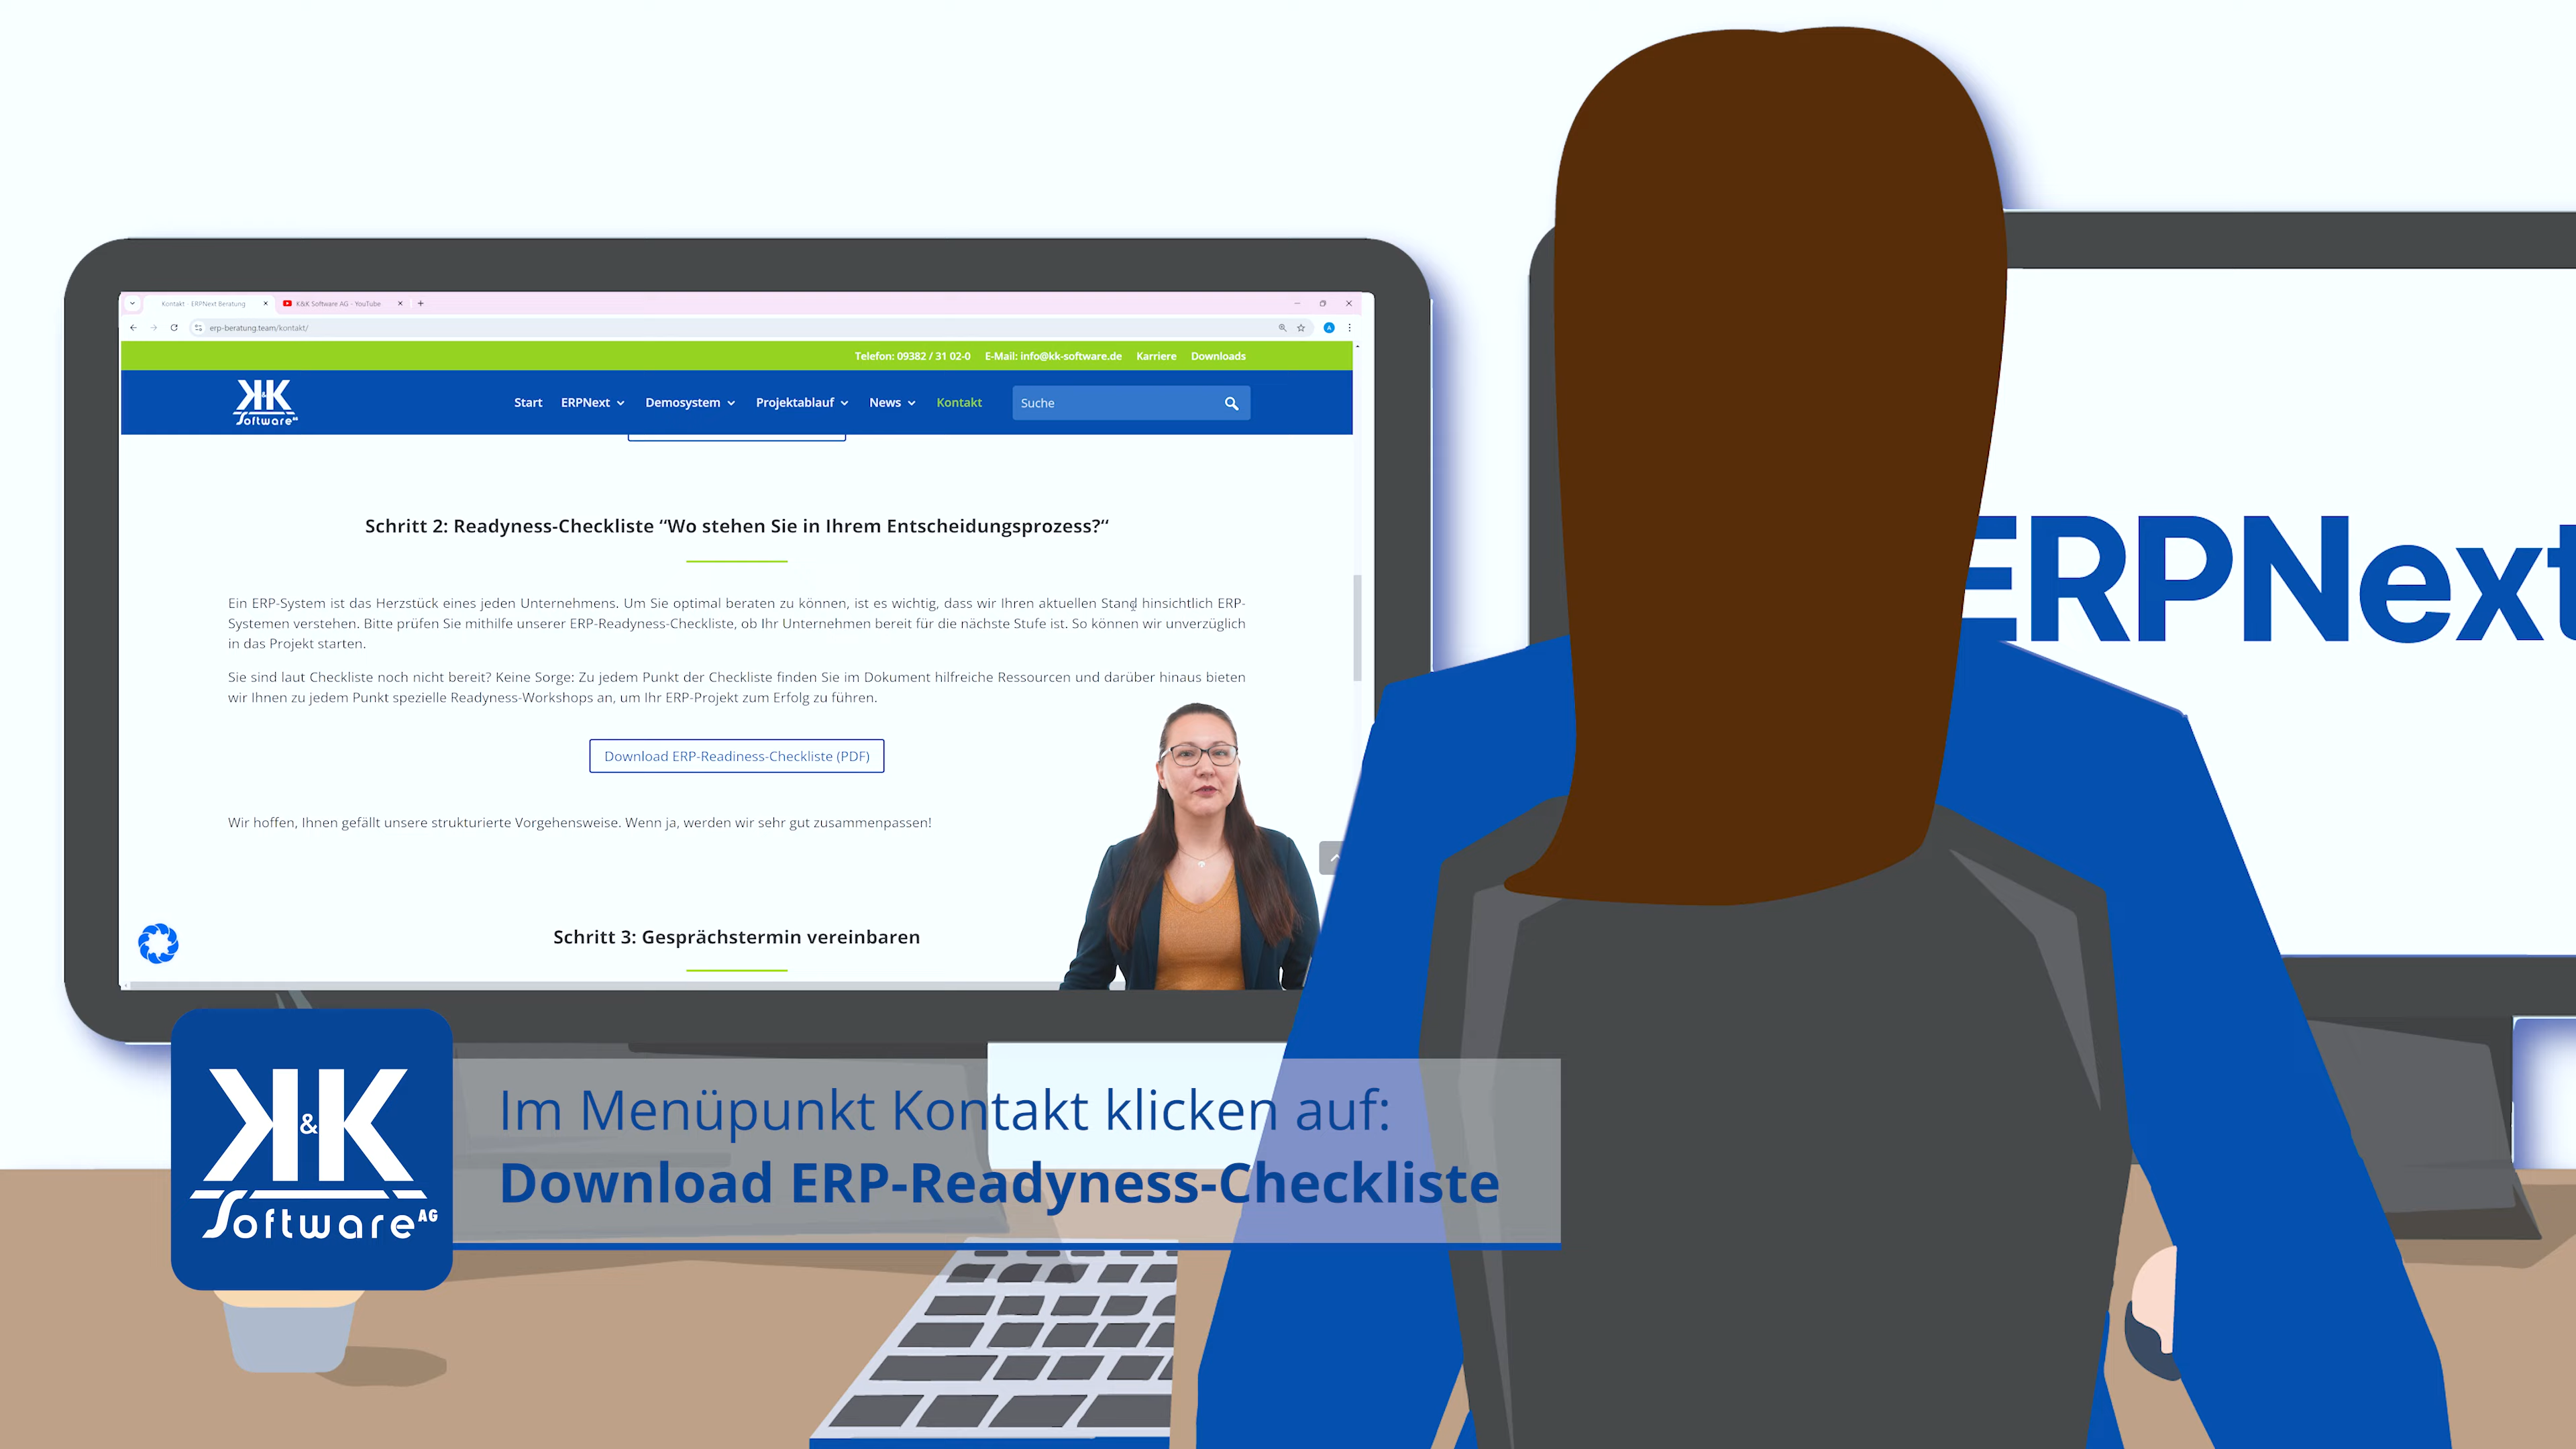 Kontakt - ERPNext Beratung
K&K Software AG - YouTube
erp-beratung.team/kontakt/
Telefon: 09382 / 31 02-0 E-Mail: info@kk-software.de Karriere Downloads
K&K
Software AG
Start ERPNext Demosystem Projektablauf News Kontakt Suche
Schritt 2: Readyness-Checkliste “Wo stehen Sie in Ihrem Entscheidungsprozess?“
Ein ERP-System ist das Herzstück eines jeden Unternehmens. Um Sie optimal beraten zu können, ist es wichtig, dass wir Ihren aktuellen Stand hinsichtlich ERP-
Systemen verstehen. Bitte prüfen Sie mithilfe unserer ERP-Readyness-Checkliste, ob Ihr Unternehmen bereit für die nächste Stufe ist. So können wir unverzüglich
in das Projekt starten.
Sie sind laut Checkliste noch nicht bereit? Keine Sorge: Zu jedem Punkt der Checkliste finden Sie im Dokument hilfreiche Ressourcen und darüber hinaus bieten
wir Ihnen zu jedem Punkt spezielle Readyness-Workshops an, um Ihr ERP-Projekt zum Erfolg zu führen.
Download ERP-Readiness-Checkliste (PDF)
Wir hoffen, Ihnen gefällt unsere strukturierte Vorgehensweise. Wenn ja, werden wir sehr gut zusammenpassen!
Schritt 3: Gesprächstermin vereinbaren
ERPNext
K&K
Software AG
Im Menüpunkt Kontakt klicken auf:
Download ERP-Readyness-Checkliste